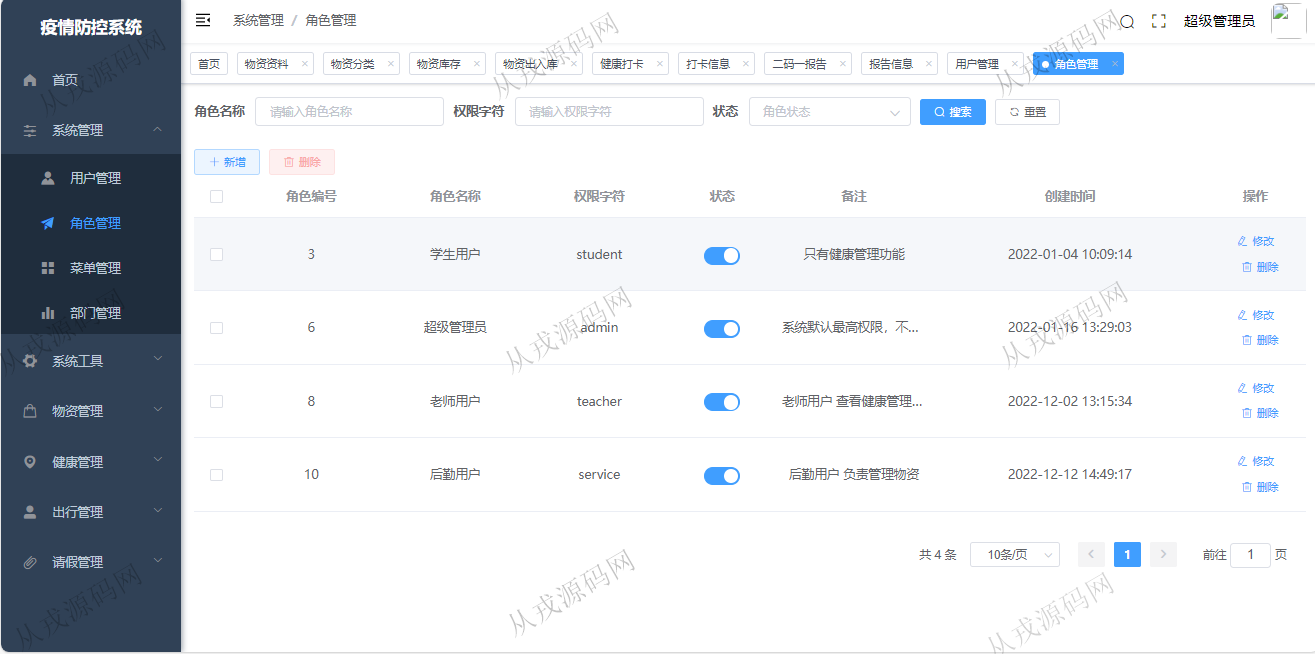 疫情防控系统
首页
系统管理
用户管理
角色管理
菜单管理
部门管理
系统工具
物资管理
健康管理
出行管理
请假管理
系统管理 / 角色管理
超级管理员
首页 物资资料 × 物资分类 × 物资库存 × 物资出入库 × 健康打卡 × 打卡信息 × 二码一报告 × 报告信息 × 用户管理 × 角色管理 ×
角色名称 请输入角色名称 权限字符 请输入权限字符 状态 角色状态 搜索 重置
+ 新增 删除
角色编号 角色名称 权限字符 状态 备注 创建时间 操作
3 学生用户 student 只有健康管理功能 2022-01-04 10:09:14 修改 删除
6 超级管理员 admin 系统默认最高权限，不... 2022-01-16 13:29:03 修改 删除
8 老师用户 teacher 老师用户 查看健康管理... 2022-12-02 13:15:34 修改 删除
10 后勤用户 service 后勤用户 负责管理物资 2022-12-12 14:49:17 修改 删除
共 4 条 10条/页 < 1 > 前往 1 页
从戎源码网
从戎源码网
从戎源码网
从戎源码网
从戎源码网
从戎源码网
从戎源码网
从戎源码网
从戎源码网